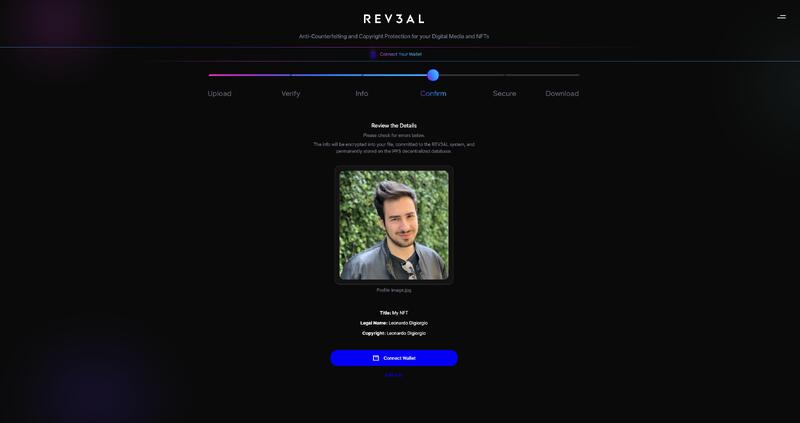 REV3AL
Anti-Counterfeiting and Copyright Protection for your Digital Media and NFTs
Connect Your Wallet
Upload
Verify
Info
Confirm
Secure
Download
Review the Details
Please check for errors below.
The info will be encrypted into your file, committed to the REV3AL system, and
permanently stored on the IPFS decentralized database.
Profile Image.jpg
Title: My NFT
Legal Name: Leonardo Digiorgio
Copyright: Leonardo Digiorgio
Connect Wallet